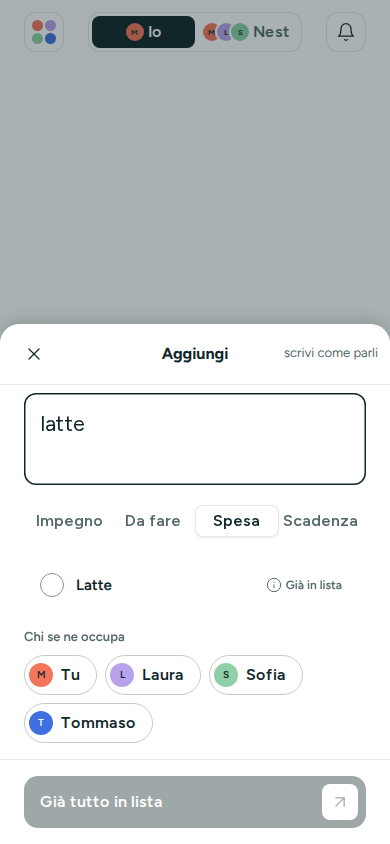 M Io M L S Nest
Aggiungi scrivi come parli
latte
Impegno Da fare Spesa Scadenza
Latte Già in lista
Chi se ne occupa
M Tu L Laura S Sofia
T Tommaso
Già tutto in lista